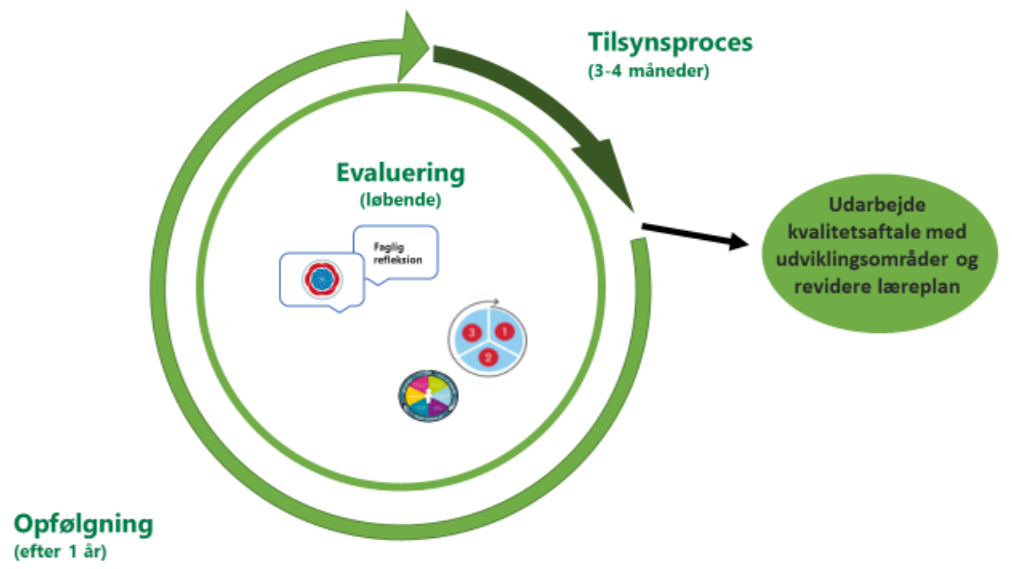 Tilsynsproces
(3-4 måneder)
Evaluering
(løbende)
Faglig
refleksion
3
1
2
Udarbejde
kvalitetsaftale med
udviklingsområder og
revidere læreplan
Opfølgning
(efter 1 år)